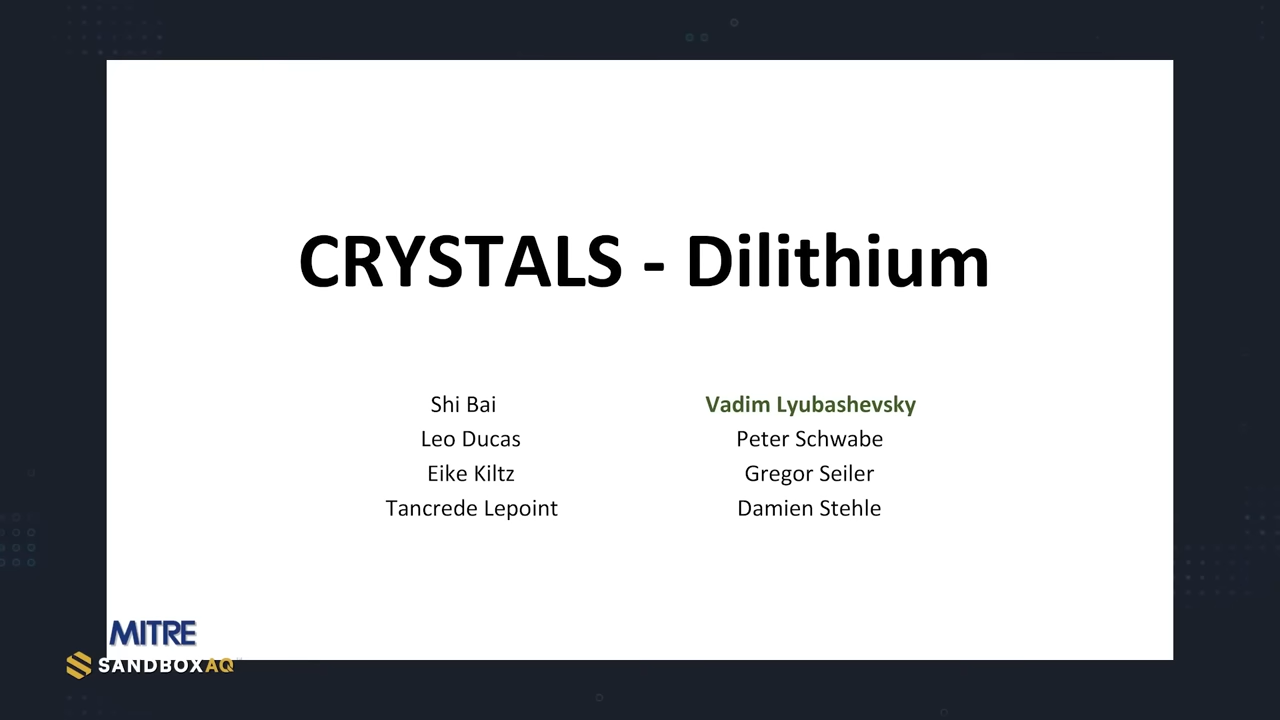 CRYSTALS - Dilithium
Shi Bai
Leo Ducas
Eike Kiltz
Tancrede Lepoint
Vadim Lyubashevsky
Peter Schwabe
Gregor Seiler
Damien Stehle
MITRE
SANDBOXAQ